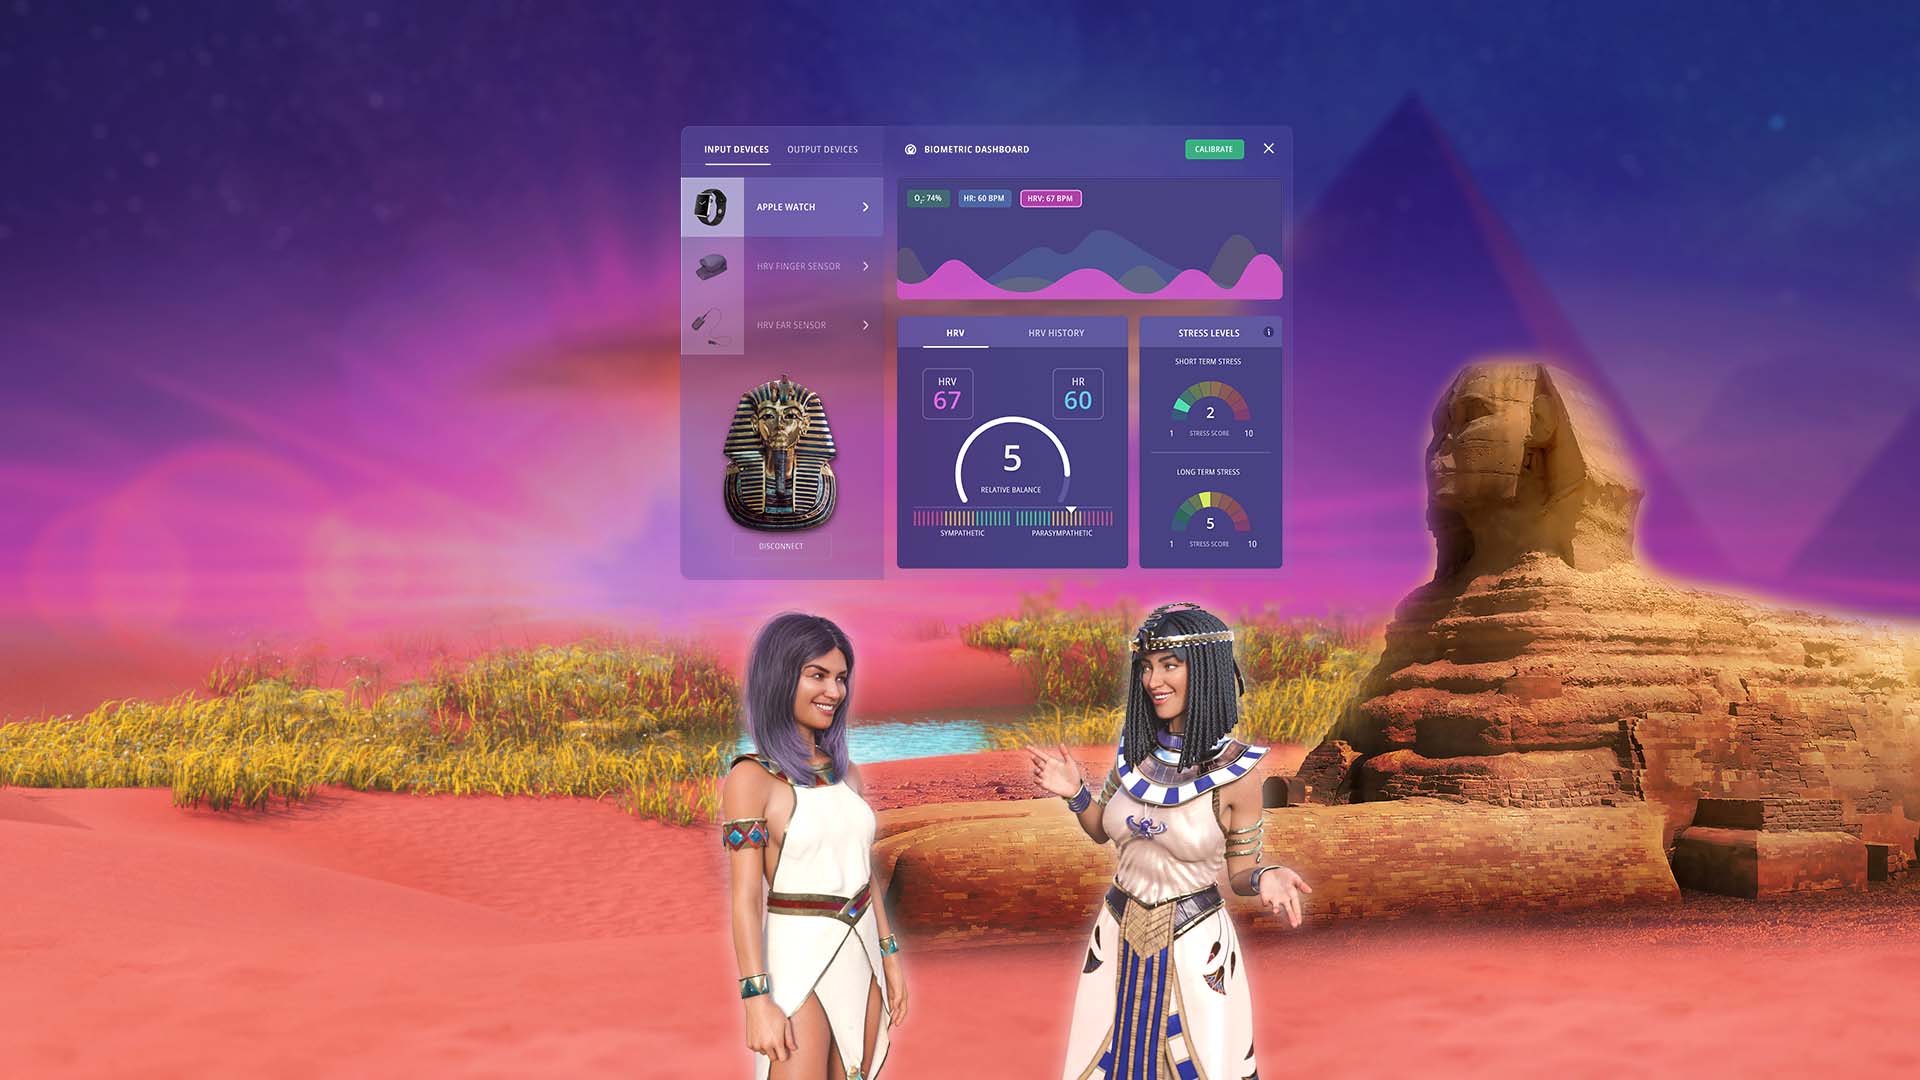 INPUT DEVICES
OUTPUT DEVICES
APPLE WATCH
HRV FINGER SENSOR
HRV EAR SENSOR
DISCONNECT
BIOMETRIC DASHBOARD
CALIBRATE
O₂: 74%
HR: 60 BPM
HRV: 67 BPM
HRV
HRV HISTORY
HRV
67
HR
60
5
RELATIVE BALANCE
SYMPATHETIC
PARASYMPATHETIC
STRESS LEVELS
i
SHORT TERM STRESS
2
1 STRESS SCORE 10
LONG TERM STRESS
5
1 STRESS SCORE 10